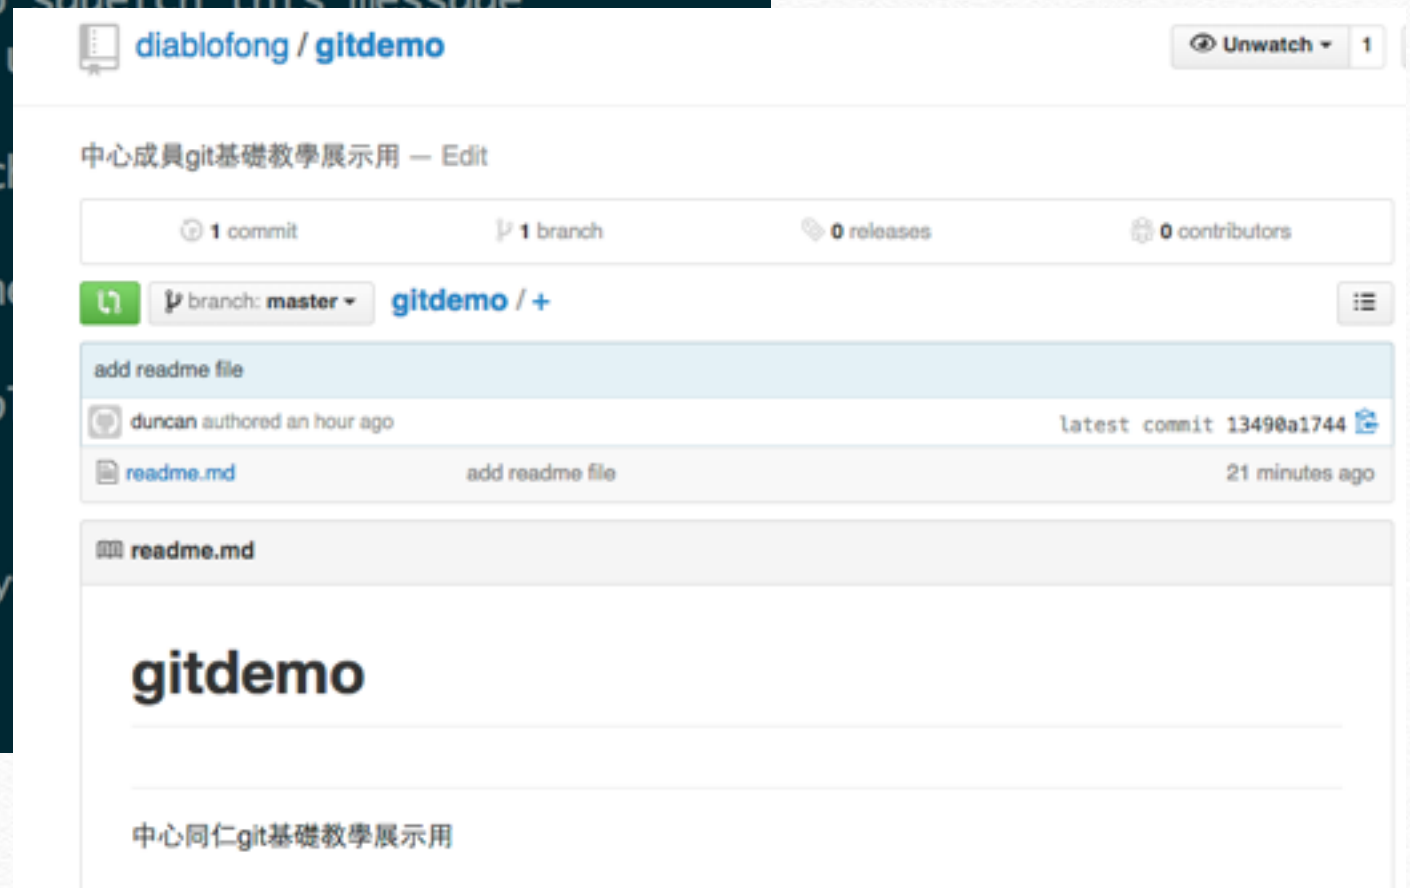 this message
diablofong / gitdemo
Unwatch 1
中心成員git基礎教學展示用 — Edit
1 commit 1 branch 0 releases 0 contributors
branch: master gitdemo / +
add readme file
duncan authored an hour ago latest commit 13490a1744
readme.md add readme file 21 minutes ago
readme.md
gitdemo
中心同仁git基礎教學展示用